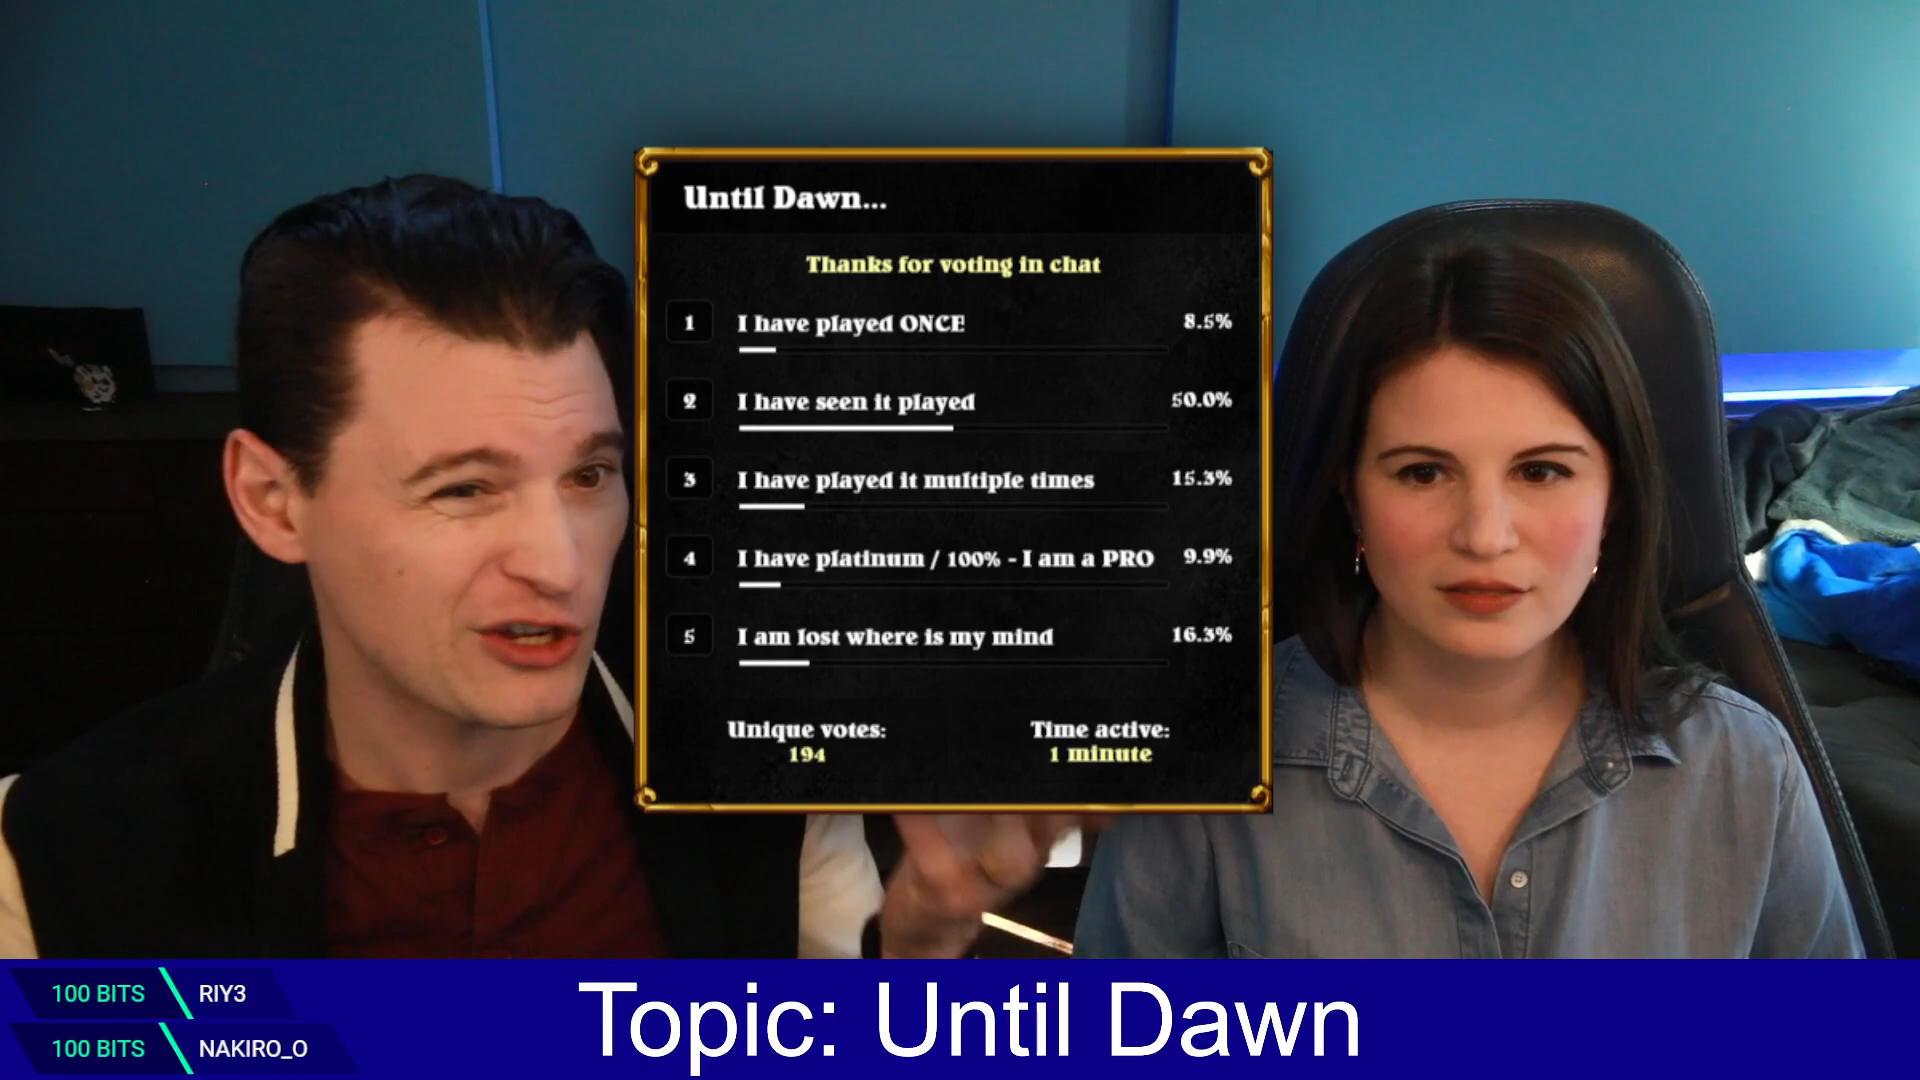 Until Dawn...
Thanks for voting in chat
1 I have played ONCE 8.5%
2 I have seen it played 50.0%
3 I have played it multiple times 15.3%
4 I have platinum / 100% - I am a PRO 9.9%
5 I am lost where is my mind 16.3%
Unique votes: Time active:
194 1 minute
100 BITS RIY3
100 BITS NAKIRO_O
Topic: Until Dawn